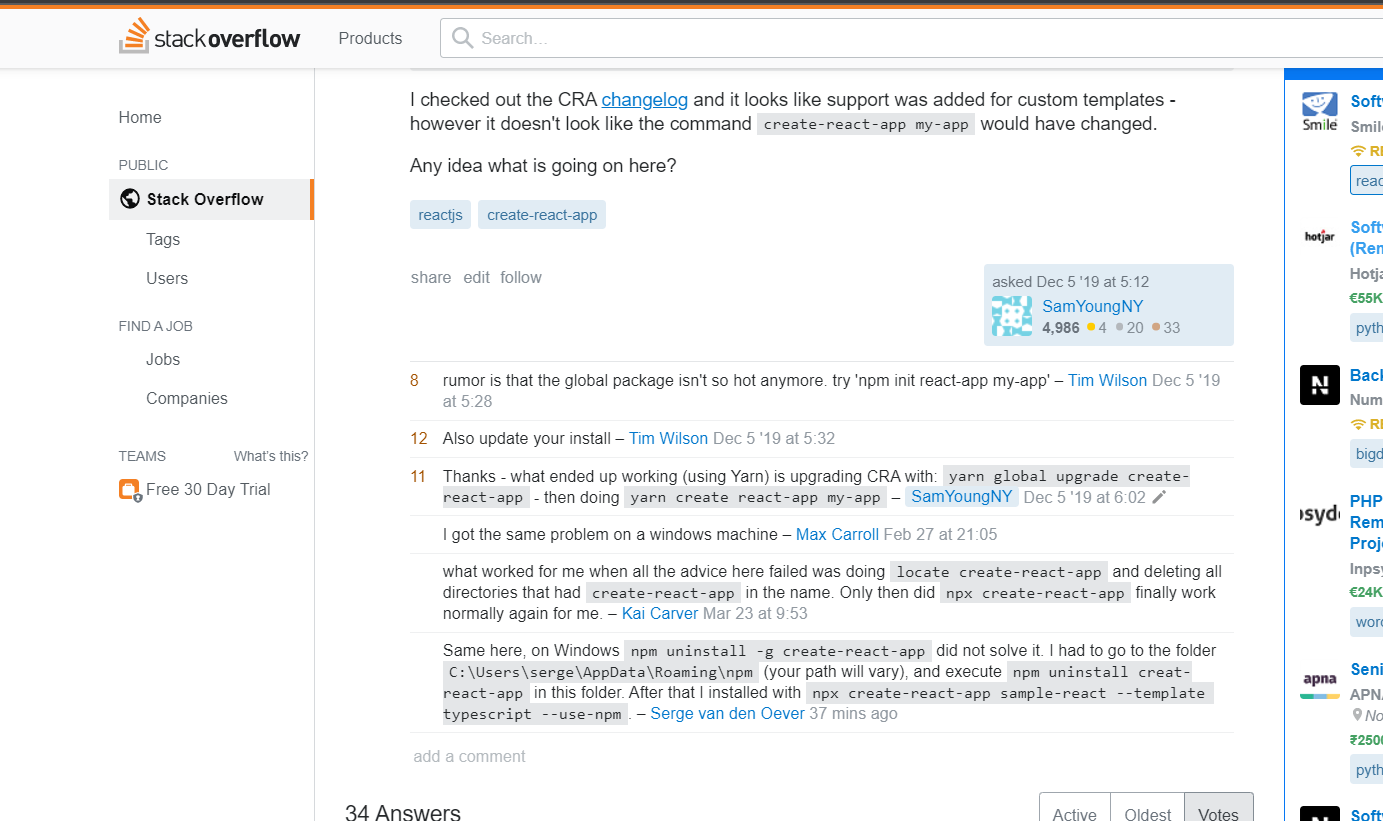 stackoverflow
Products
Search…
Home
PUBLIC
Stack Overflow
Tags
Users
FIND A JOB
Jobs
Companies
TEAMS
What's this?
Free 30 Day Trial
I checked out the CRA changelog and it looks like support was added for custom templates -
however it doesn't look like the command create-react-app my-app would have changed.
Any idea what is going on here?
reactjs create-react-app
share edit follow
asked Dec 5 '19 at 5:12
SamYoungNY
4,986 4 20 33
8 rumor is that the global package isn't so hot anymore. try 'npm init react-app my-app' – Tim Wilson Dec 5 '19
at 5:28
12 Also update your install – Tim Wilson Dec 5 '19 at 5:32
11 Thanks - what ended up working (using Yarn) is upgrading CRA with: yarn global upgrade create-
react-app - then doing yarn create react-app my-app – SamYoungNY Dec 5 '19 at 6:02
I got the same problem on a windows machine – Max Carroll Feb 27 at 21:05
what worked for me when all the advice here failed was doing locate create-react-app and deleting all
directories that had create-react-app in the name. Only then did npx create-react-app finally work
normally again for me. – Kai Carver Mar 23 at 9:53
Same here, on Windows npm uninstall -g create-react-app did not solve it. I had to go to the folder
C:\Users\serge\AppData\Roaming\npm (your path will vary), and execute npm uninstall creat-
react-app in this folder. After that I installed with npx create-react-app sample-react --template
typescript --use-npm . – Serge van den Oever 37 mins ago
add a comment
34 Answers
Active Oldest Votes
Smile
Soft
Smil
reac
hotjar
Soft
(Rem
Hotja
€55K
pyth
N
Back
Num
bigd
PHP
Rem
Proj
Inpsy
€24K
word
apna
Seni
APNA
No
₹250
pyth
Soft